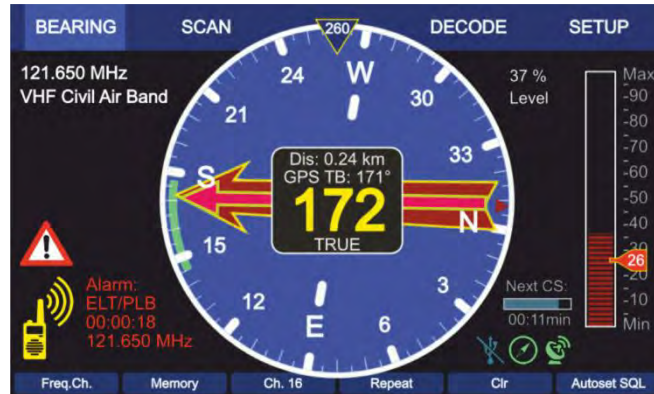 BEARING
SCAN
260
DECODE
SETUP
121.650 MHz
VHF Civil Air Band
37 %
Level
24
W
30
21
33
S
N
15
3
12
E
6
Dis: 0.24 km
GPS TB: 171°
172
TRUE
Max
-90
-80
-70
-60
-50
-40
-30
26
-20
-10
Min
Alarm:
ELT/PLB
00:00:18
121.650 MHz
Next CS:
00:11min
Freq.Ch.
Memory
Ch. 16
Repeat
Clr
Autoset SQL